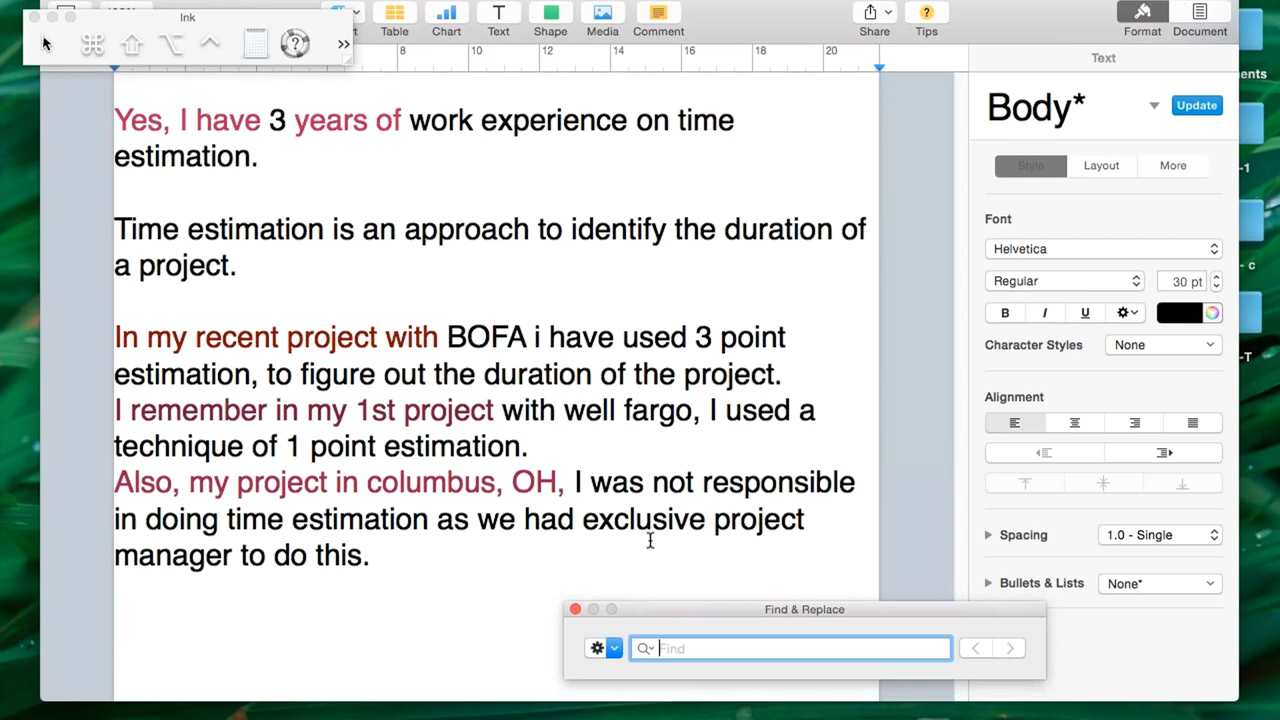 Ink
Table
Chart
Text
Shape
Media
Comment
Share
Tips
Format
Document
8
10
12
14
16
18
20
Text
Yes, I have 3 years of work experience on time
estimation.
Time estimation is an approach to identify the duration of
a project.
In my recent project with BOFA i have used 3 point
estimation, to figure out the duration of the project.
I remember in my 1st project with well fargo, I used a
technique of 1 point estimation.
Also, my project in columbus, OH, I was not responsible
in doing time estimation as we had exclusive project
manager to do this.
Body*
Update
Style
Layout
More
Font
Helvetica
Regular
30 pt
B I U
Character Styles
None
Alignment
Spacing
1.0 - Single
Bullets & Lists
None*
Find & Replace
Find